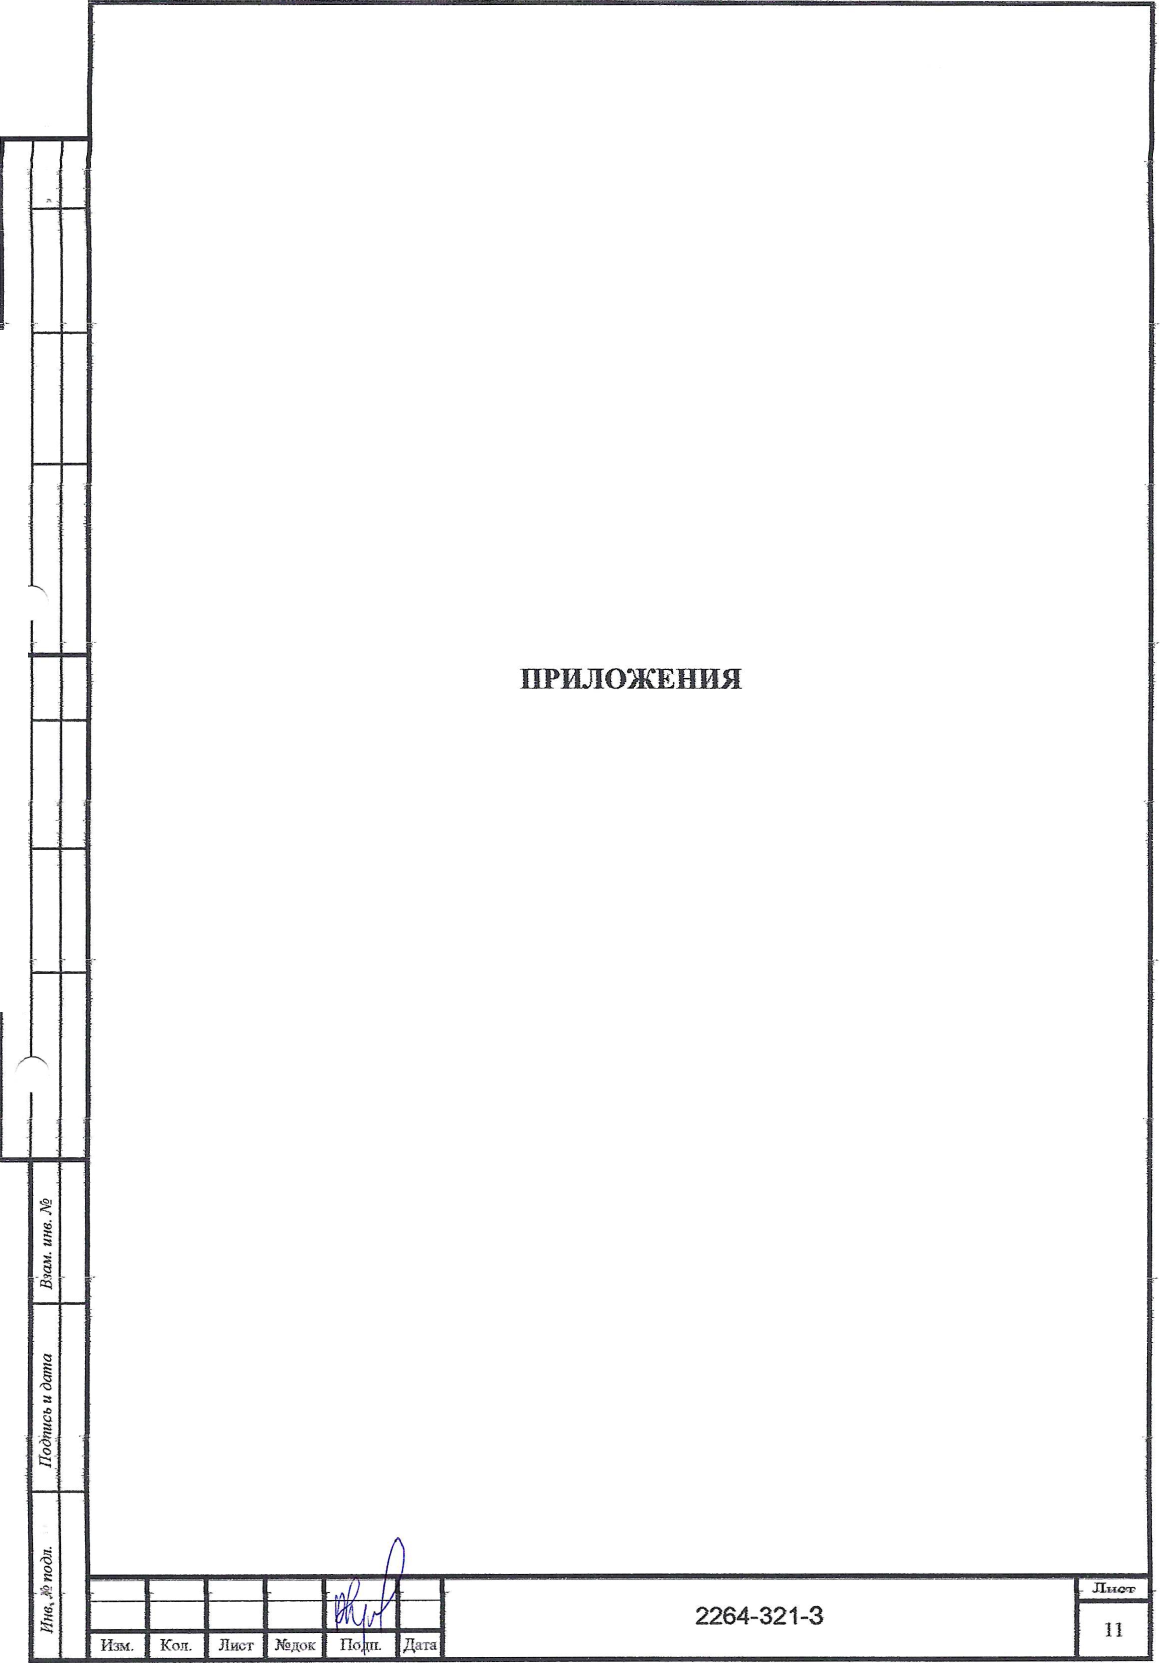 ПРИЛОЖЕНИЯ
Взам. инв. №
Подпись и дата
Инв, № подл.
Изм. Кол. Лист №док Подп. Дата
2264-321-3
Лист
11